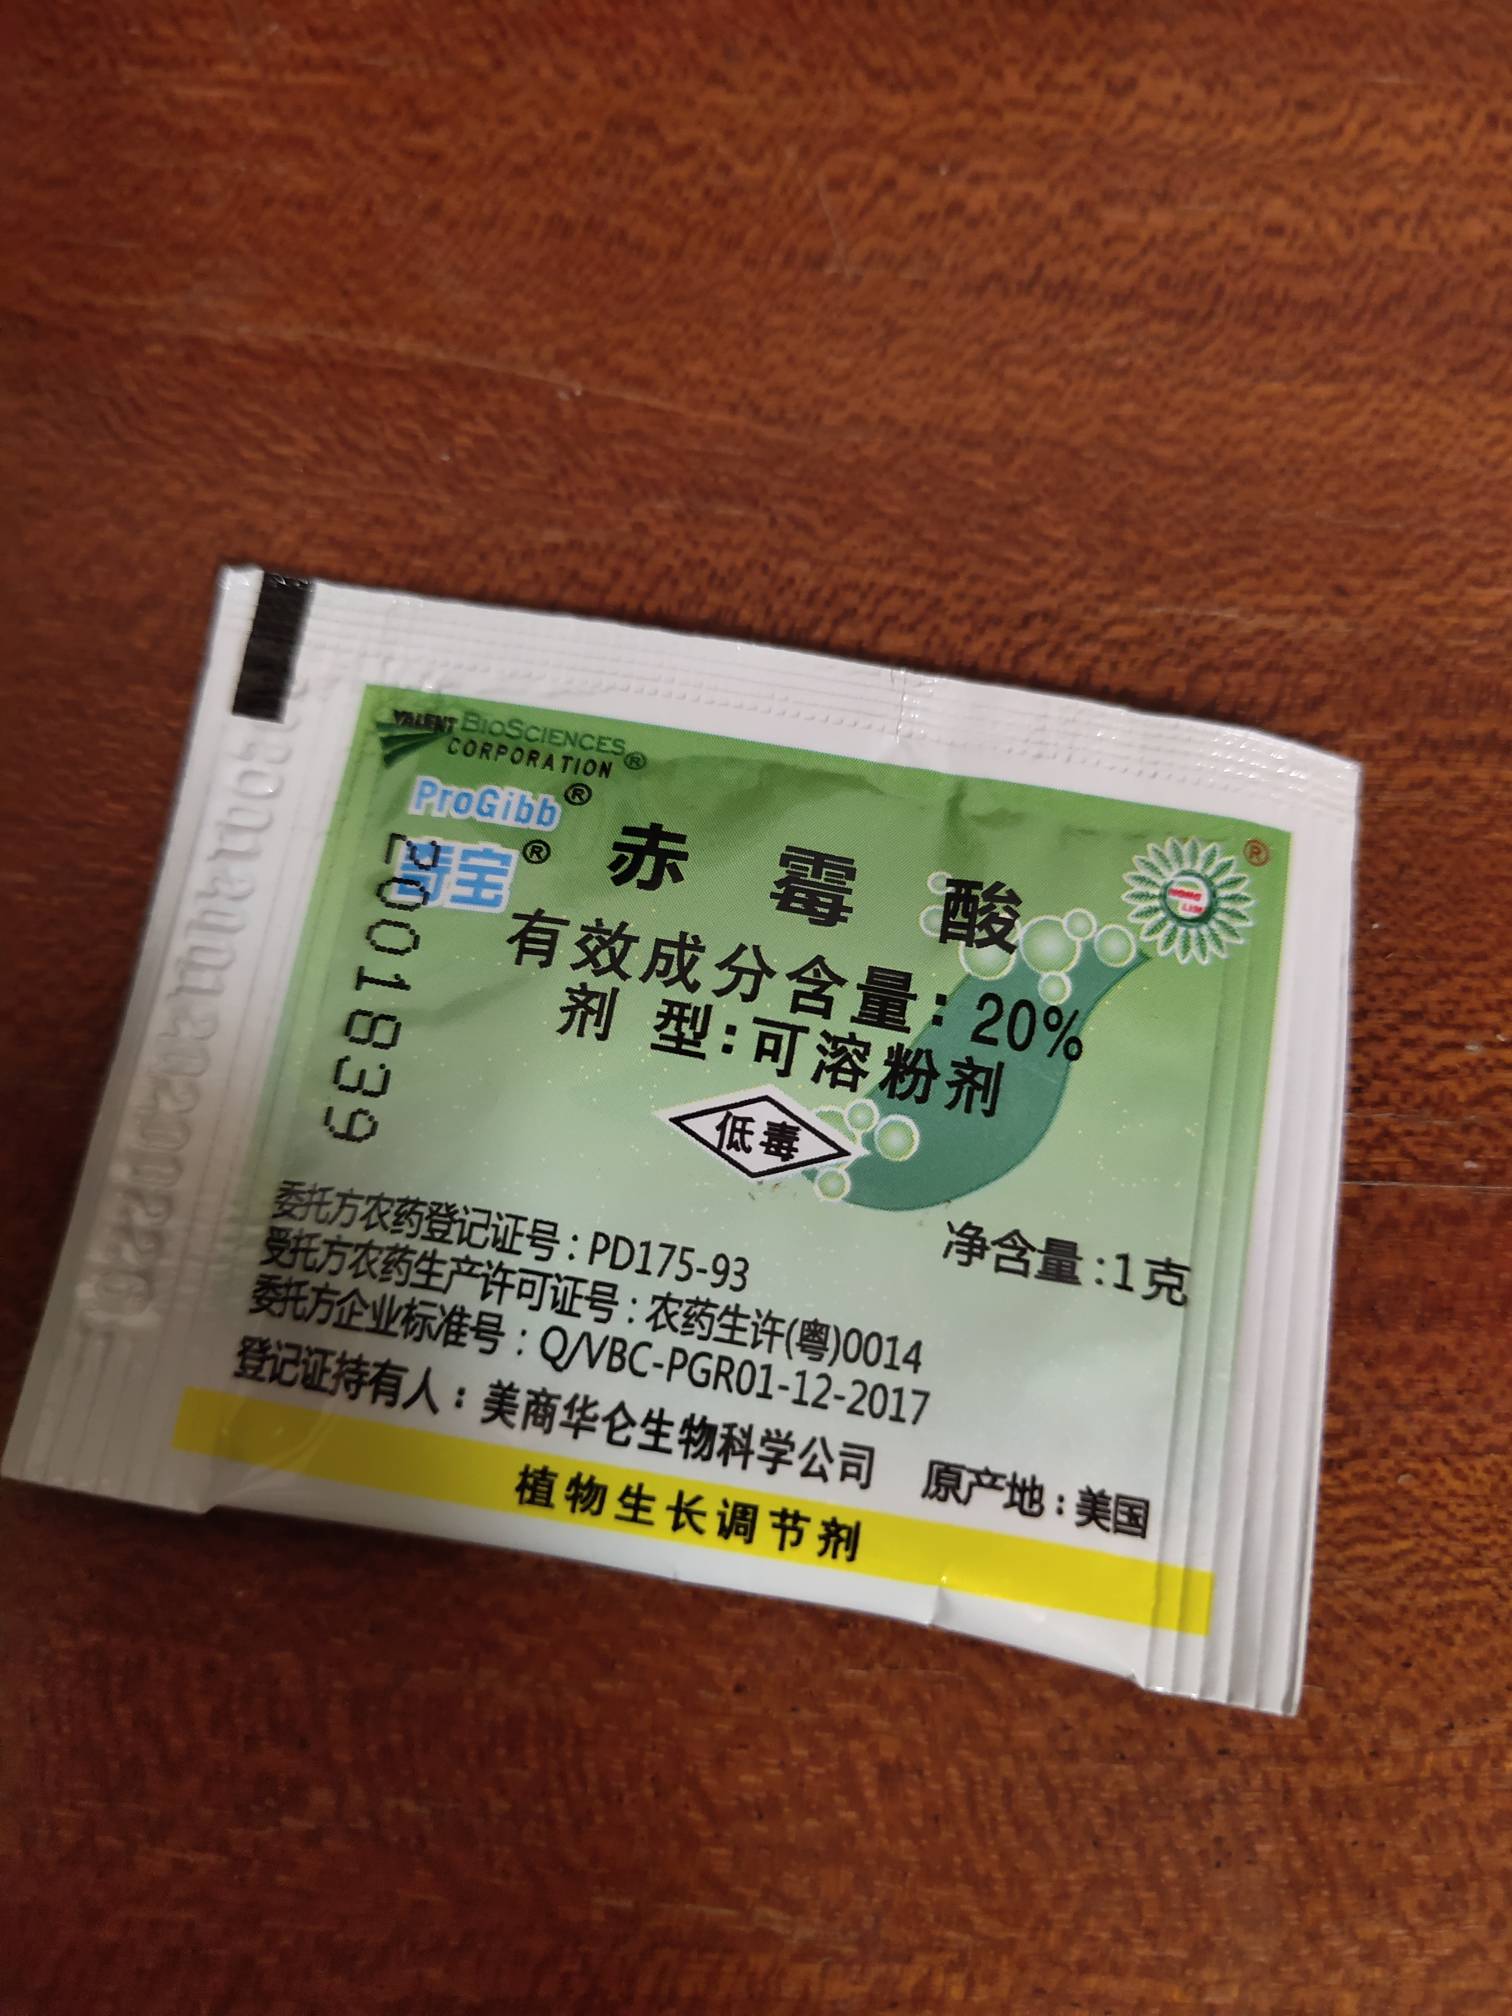 VALENT BIOSCIENCES®
CORPORATION
ProGibb®
奇宝®
赤霉酸
有效成分含量：20%
剂 型：可溶粉剂
低毒
HONG
LIM
®
2001839
净含量：1克
委托方农药登记证号：PD175-93
受托方农药生产许可证号：农药生许(粤)0014
委托方企业标准号：Q/VBC-PGR01-12-2017
登记证持有人：美商华仑生物科学公司 原产地：美国
植物生长调节剂